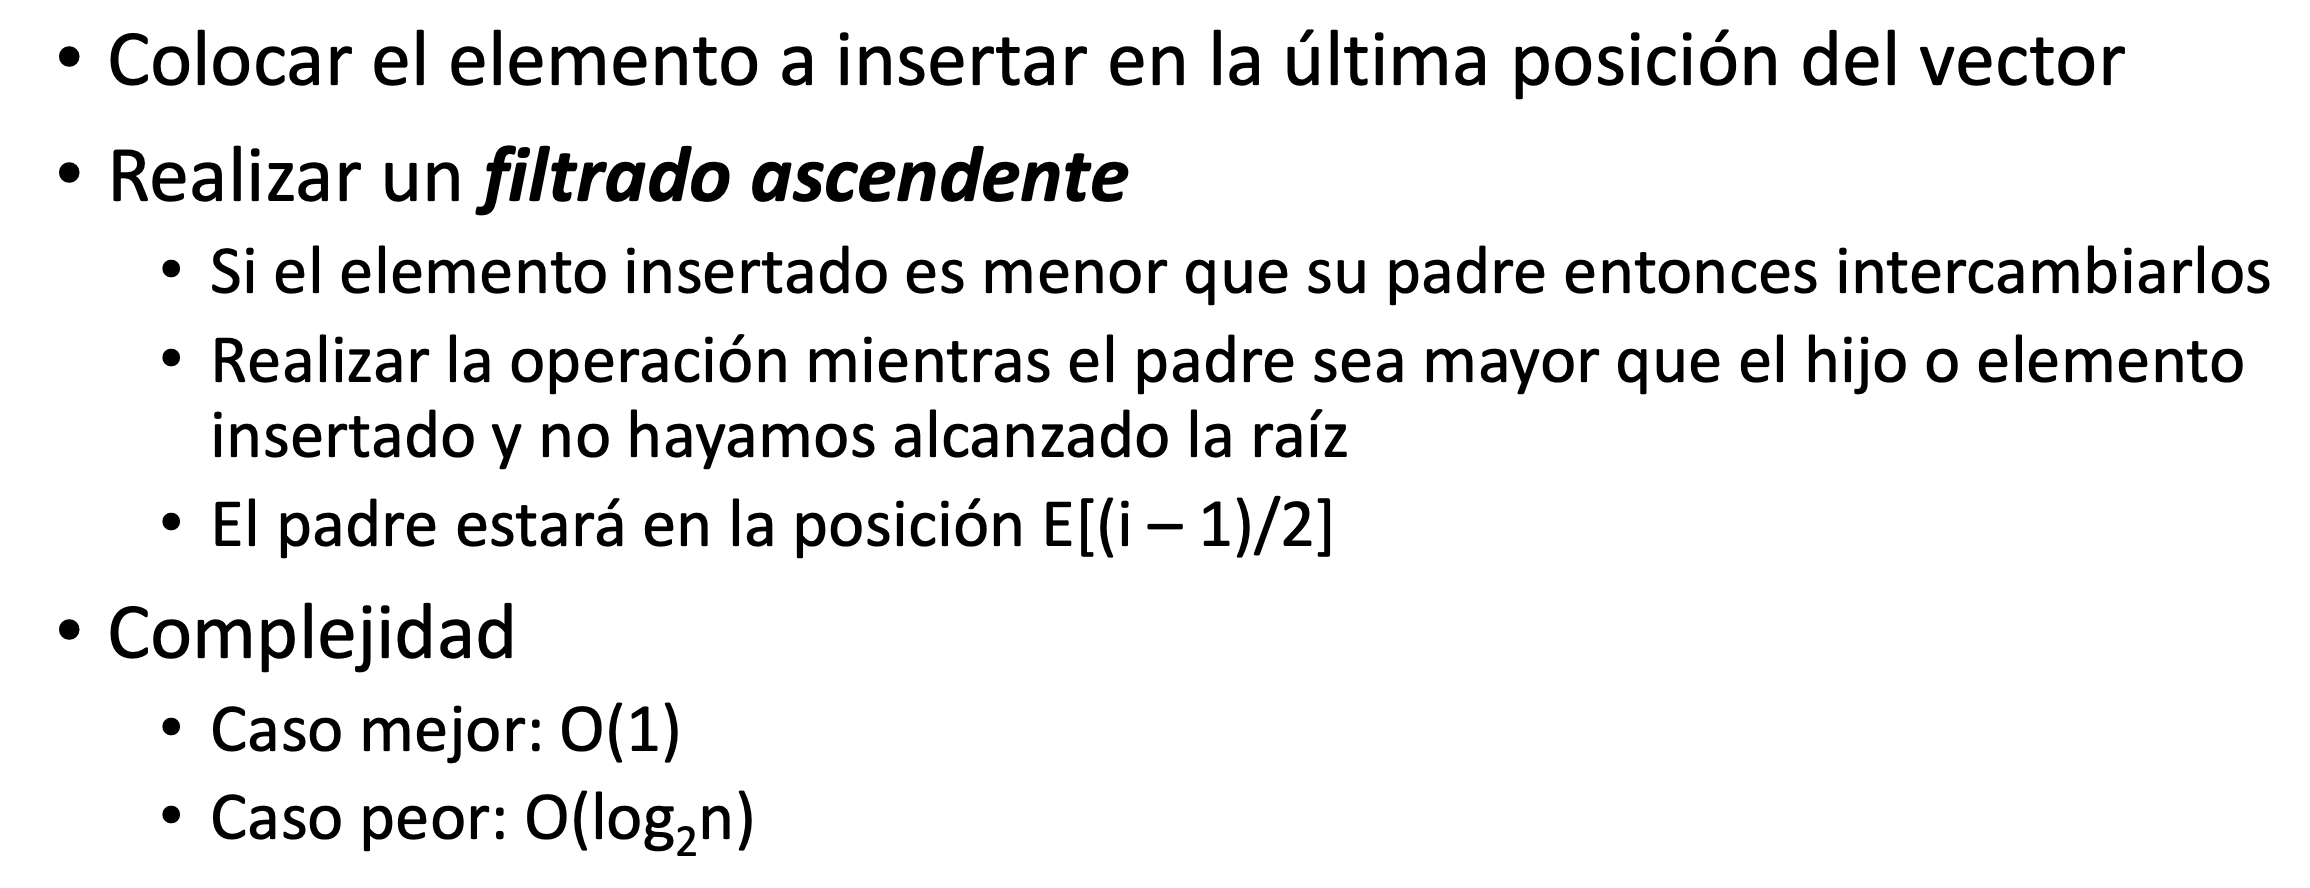 • Colocar el elemento a insertar en la última posición del vector
• Realizar un filtrado ascendente
• Si el elemento insertado es menor que su padre entonces intercambiarlos
• Realizar la operación mientras el padre sea mayor que el hijo o elemento
insertado y no hayamos alcanzado la raíz
• El padre estará en la posición E[(i – 1)/2]
• Complejidad
• Caso mejor: O(1)
• Caso peor: O(log₂n)